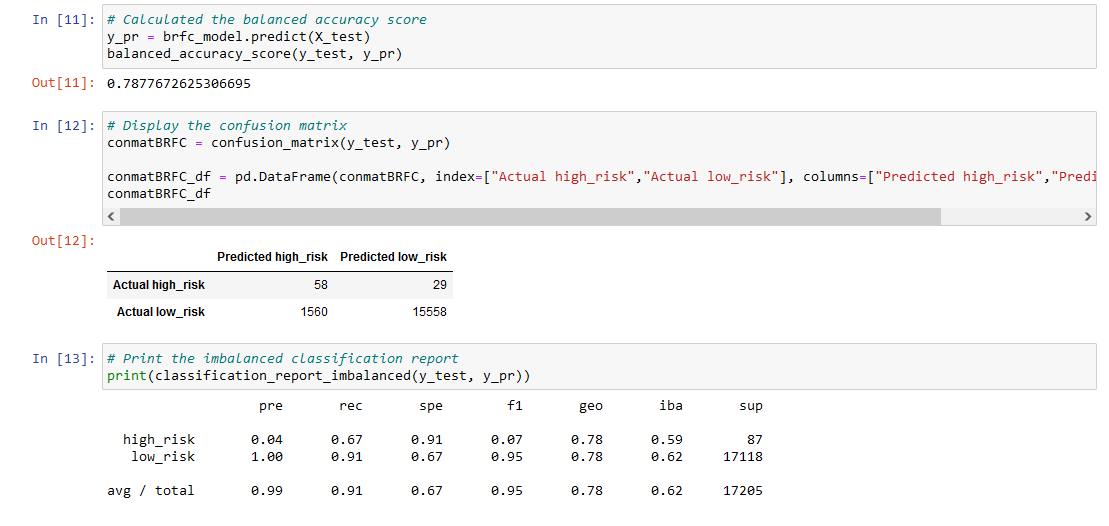 In [11]: # Calculated the balanced accuracy score
y_pr = brfc_model.predict(X_test)
balanced_accuracy_score(y_test, y_pr)
Out[11]: 0.7877672625306695
In [12]: # Display the confusion matrix
conmatBRFC = confusion_matrix(y_test, y_pr)
conmatBRFC_df = pd.DataFrame(conmatBRFC, index=["Actual high_risk","Actual low_risk"], columns=["Predicted high_risk","Predi
conmatBRFC_df
Out[12]:
Predicted high_risk Predicted low_risk
Actual high_risk 58 29
Actual low_risk 1560 15558
In [13]: # Print the imbalanced classification report
print(classification_report_imbalanced(y_test, y_pr))
pre rec spe f1 geo iba sup
high_risk 0.04 0.67 0.91 0.07 0.78 0.59 87
low_risk 1.00 0.91 0.67 0.95 0.78 0.62 17118
avg / total 0.99 0.91 0.67 0.95 0.78 0.62 17205